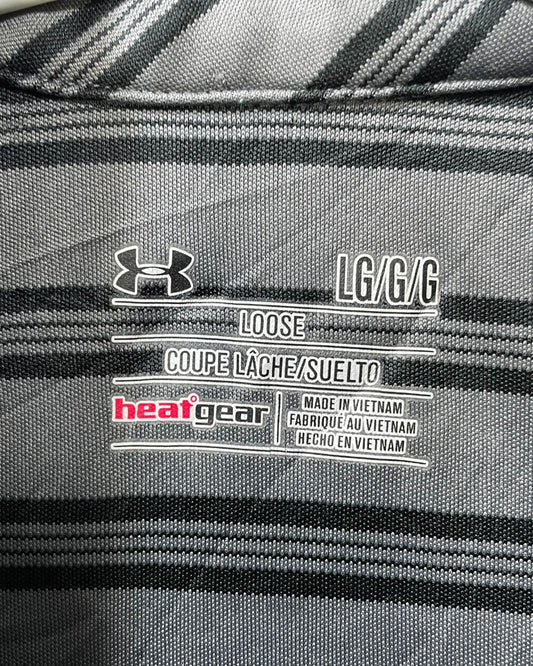 LG/G/G
LOOSE
COUPE LÂCHE/SUELTO
heatgear
MADE IN VIETNAM
FABRIQUÉ AU VIETNAM
HECHO EN VIETNAM